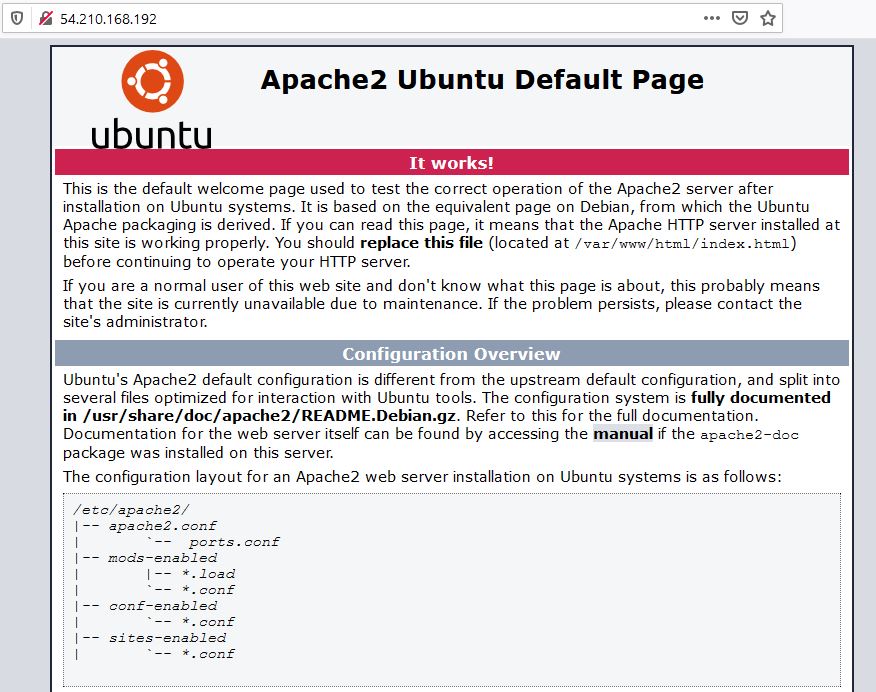 54.210.168.192
ubuntu
Apache2 Ubuntu Default Page
It works!
This is the default welcome page used to test the correct operation of the Apache2 server after
installation on Ubuntu systems. It is based on the equivalent page on Debian, from which the Ubuntu
Apache packaging is derived. If you can read this page, it means that the Apache HTTP server installed at
this site is working properly. You should replace this file (located at /var/www/html/index.html)
before continuing to operate your HTTP server.
If you are a normal user of this web site and don't know what this page is about, this probably means
that the site is currently unavailable due to maintenance. If the problem persists, please contact the
site's administrator.
Configuration Overview
Ubuntu's Apache2 default configuration is different from the upstream default configuration, and split into
several files optimized for interaction with Ubuntu tools. The configuration system is fully documented
in /usr/share/doc/apache2/README.Debian.gz. Refer to this for the full documentation.
Documentation for the web server itself can be found by accessing the manual if the apache2-doc
package was installed on this server.
The configuration layout for an Apache2 web server installation on Ubuntu systems is as follows:
/etc/apache2/
|-- apache2.conf
|       `--  ports.conf
|-- mods-enabled
|       |-- *.load
|       `-- *.conf
|-- conf-enabled
|       `-- *.conf
|-- sites-enabled
|       `-- *.conf